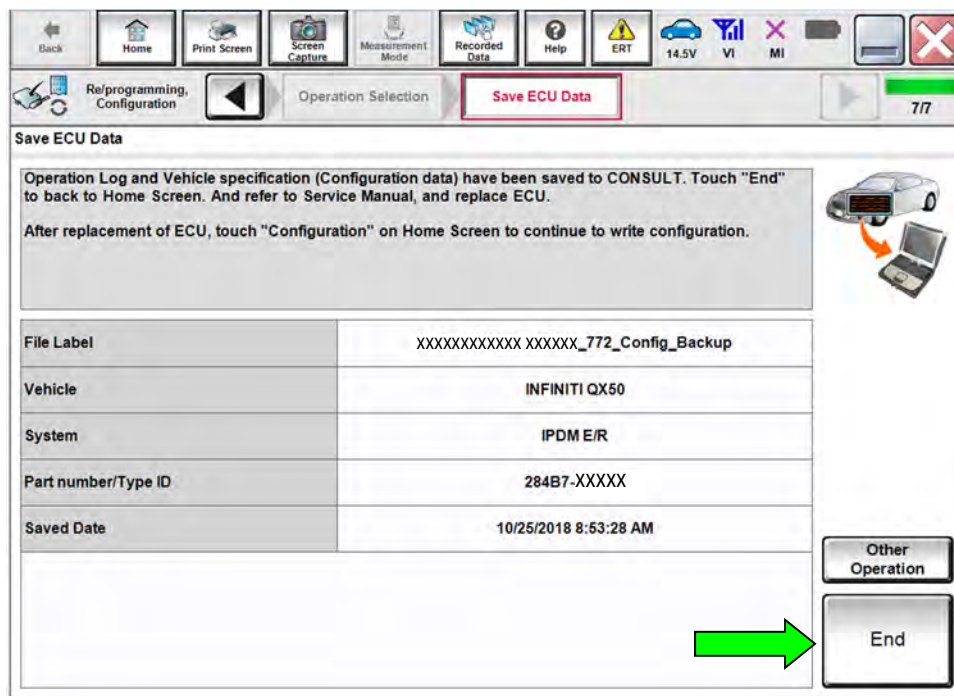 Back
Home
Print Screen
Screen
Capture
Measurement
Mode
Recorded
Data
Help
ERT
14.5V
VI
MI
Re/programming,
Configuration
Operation Selection
Save ECU Data
7/7
Save ECU Data
Operation Log and Vehicle specification (Configuration data) have been saved to CONSULT. Touch "End"
to back to Home Screen. And refer to Service Manual, and replace ECU.
After replacement of ECU, touch "Configuration" on Home Screen to continue to write configuration.
File Label
XXXXXXXXXXXX XXXXXX_772_Config_Backup
Vehicle
INFINITI QX50
System
IPDM E/R
Part number/Type ID
284B7-XXXXX
Saved Date
10/25/2018 8:53:28 AM
Other
Operation
End